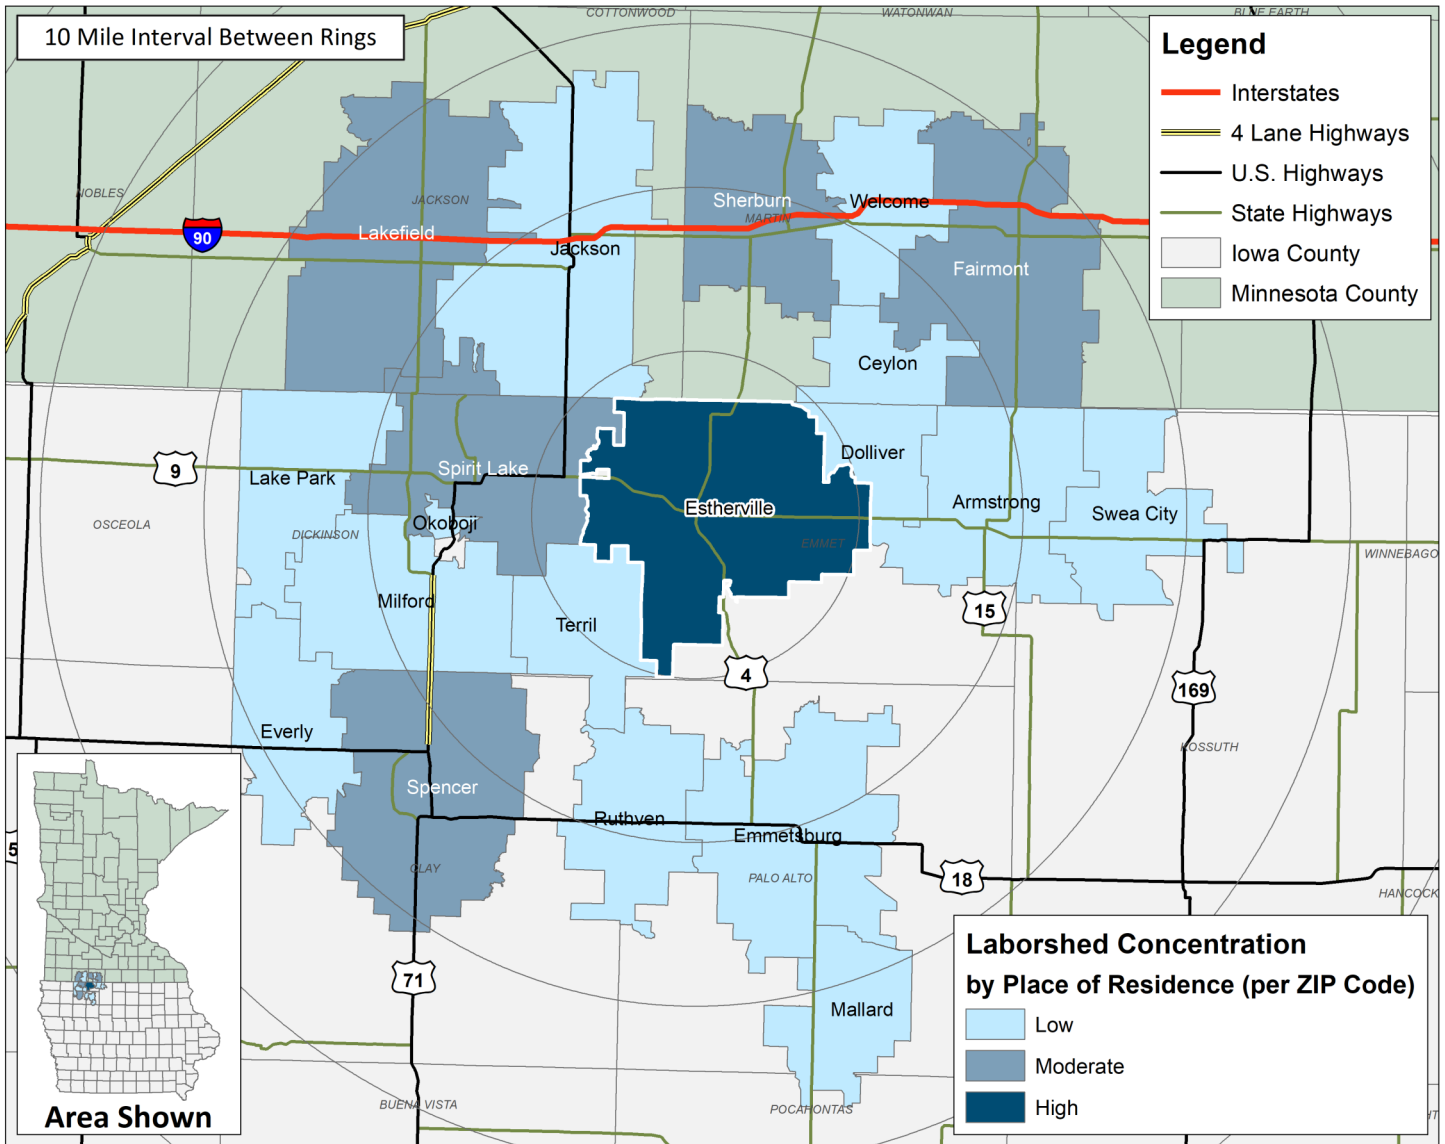 10 Mile Interval Between Rings
COTTONWOOD
WATONWAN
BLUE EARTH
Legend
Interstates
4 Lane Highways
U.S. Highways
State Highways
Iowa County
Minnesota County
NOBLES
JACKSON
Sherburn
Welcome
MARTIN
Lakefield
90
Jackson
Fairmont
Ceylon
Dolliver
9
Lake Park
Spirit Lake
Estherville
Armstrong
Swea City
OSCEOLA
DICKINSON
Okoboji
EMMET
WINNEBAGO
Milford
Terril
15
4
169
Everly
KOSSUTH
Spencer
Ruthven
Emmetsburg
5
CLAY
PALO ALTO
18
HANCOCK
71
Mallard
BUENA VISTA
POCAHONTAS
HT
Area Shown
Laborshed Concentration
by Place of Residence (per ZIP Code)
Low
Moderate
High